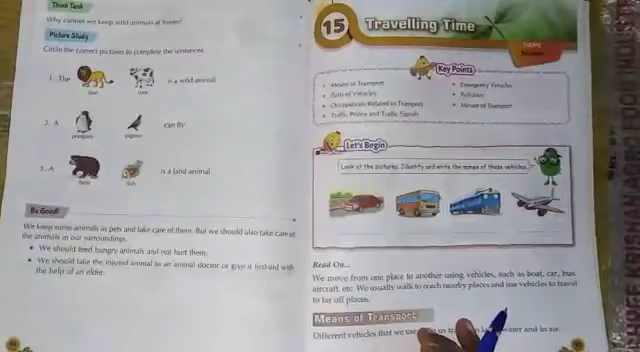 Think Tank
Why cannot we keep wild animals at home?
Picture Study
Circle the correct pictures to complete the sentences.
1. The
is a wild animal.
lion
cow
2. A
can fly.
penguin
pigeon
3. A
is a land animal.
bear
fish
Be Good!
We keep some animals as pets and take care of them. But we should also take care of
the animals in our surroundings.
• We should feed hungry animals and not hurt them.
• We should take the injured animal to an animal doctor or give it first-aid with
the help of an elder.
15
Travelling Time
THEME
Key Points
• Means of Transport
• Parts of Vehicles
• Occupations Related to Transport
• Traffic Police and Traffic Signals
• Emergency Vehicles
• Pollution
• Means of Transport
Let's Begin
Look at the pictures. Identify and write the names of these vehicles.
Read On...
We move from one place to another using vehicles, such as boat, car, bus,
aircraft, etc. We usually walk to reach nearby places and use vehicles to travel
to far off places.
Means of Transport
Different vehicles that we use
us
water and in air.